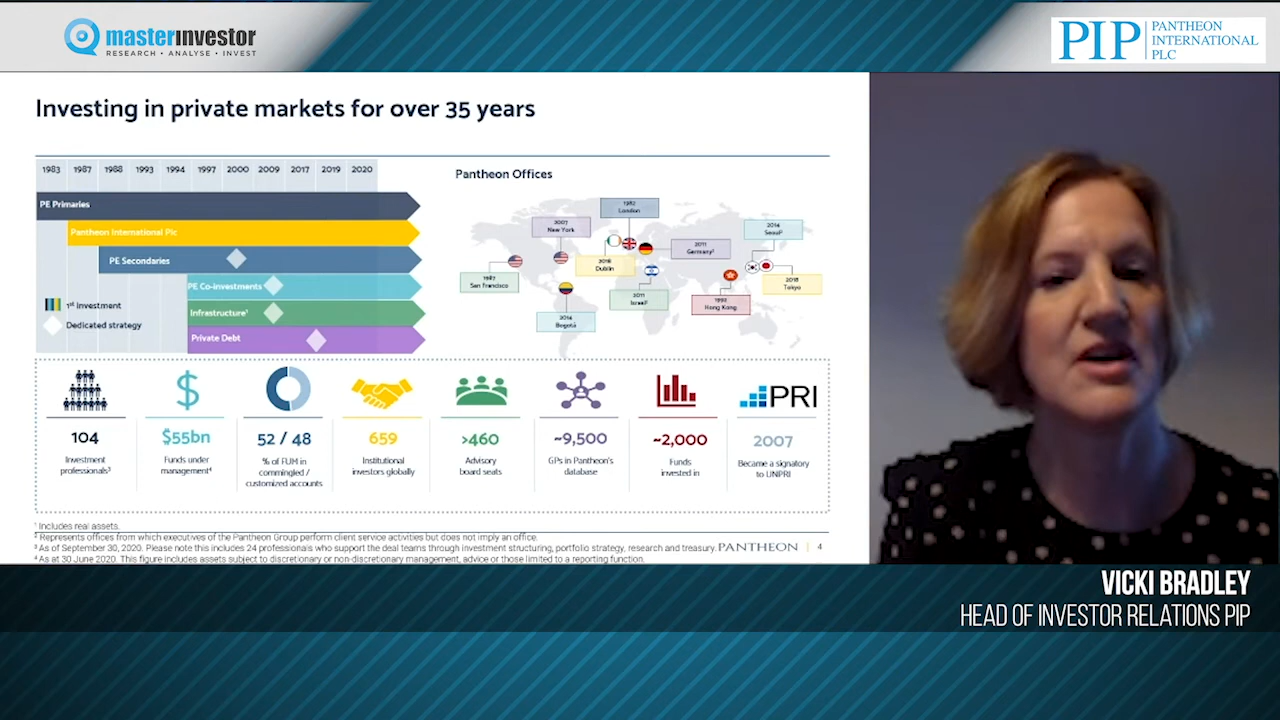 masterinvestor
RESEARCH • ANALYSE • INVEST
PIP
PANTHEON
INTERNATIONAL
PLC
Investing in private markets for over 35 years
1983 1987 1988 1993 1994 1997 2000 2009 2017 2019 2020
PE Primaries
Pantheon International Plc
PE Secondaries
PE Co-investments
Infrastructure¹
Private Debt
1ˢᵗ Investment
Dedicated strategy
Pantheon Offices
1982
London
2007
New York
2014
Seoul²
2011
Germany²
2016
Dublin
1987
San Francisco
2018
Tokyo
2011
Israel²
1992
Hong Kong
2014
Bogotá
PRI
104
Investment
professionals³
$55bn
Funds under
management⁴
52 / 48
% of FUM in
commingled /
customized accounts
659
Institutional
investors globally
>460
Advisory
board seats
~9,500
GPs in Pantheon's
database
~2,000
Funds
invested in
2007
Became a signatory
to UNPRI
¹ Includes real assets.
² Represents offices from which executives of the Pantheon Group perform client service activities but does not imply an office.
³ As of September 30, 2020. Please note this includes 24 professionals who support the deal teams through investment structuring, portfolio strategy, research and treasury.
⁴ As at 30 June 2020. This figure includes assets subject to discretionary or non-discretionary management, advice or those limited to a reporting function.
PANTHEON | 4
VICKI BRADLEY
HEAD OF INVESTOR RELATIONS PIP